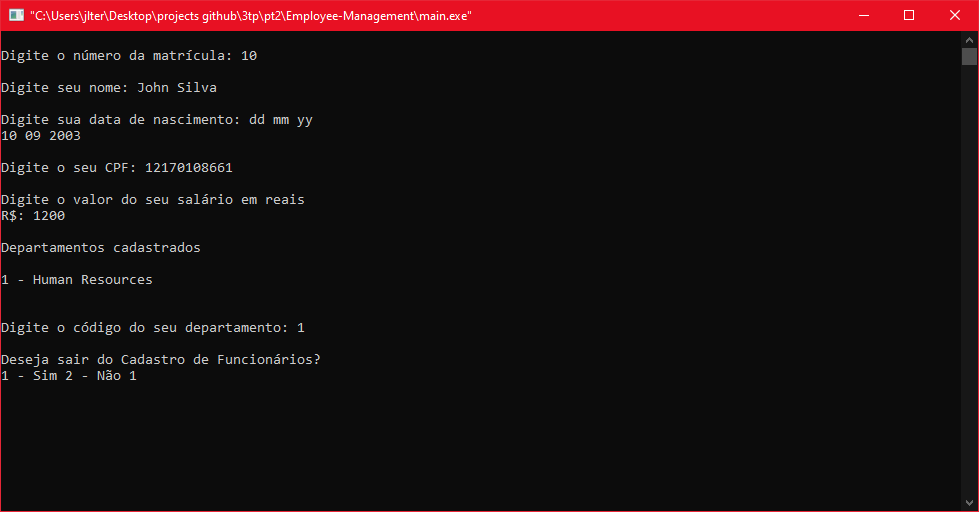 "C:\Users\jlter\Desktop\projects github\3tp\pt2\Employee-Management\main.exe"
Digite o número da matrícula: 10
Digite seu nome: John Silva
Digite sua data de nascimento: dd mm yy
10 09 2003
Digite o seu CPF: 12170108661
Digite o valor do seu salário em reais
R$: 1200
Departamentos cadastrados
1 - Human Resources
Digite o código do seu departamento: 1
Deseja sair do Cadastro de Funcionários?
1 - Sim 2 - Não 1